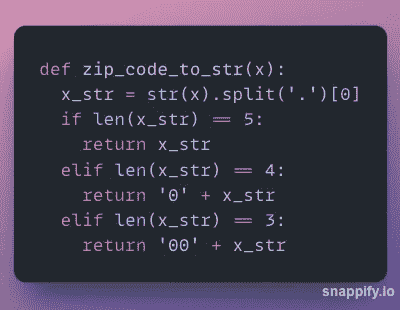 def zip_code_to_str(x):
  x_str = str(x).split('.')[0]
  if len(x_str) == 5:
    return x_str
  elif len(x_str) == 4:
    return '0' + x_str
  elif len(x_str) == 3:
    return '00' + x_str
snappify.io